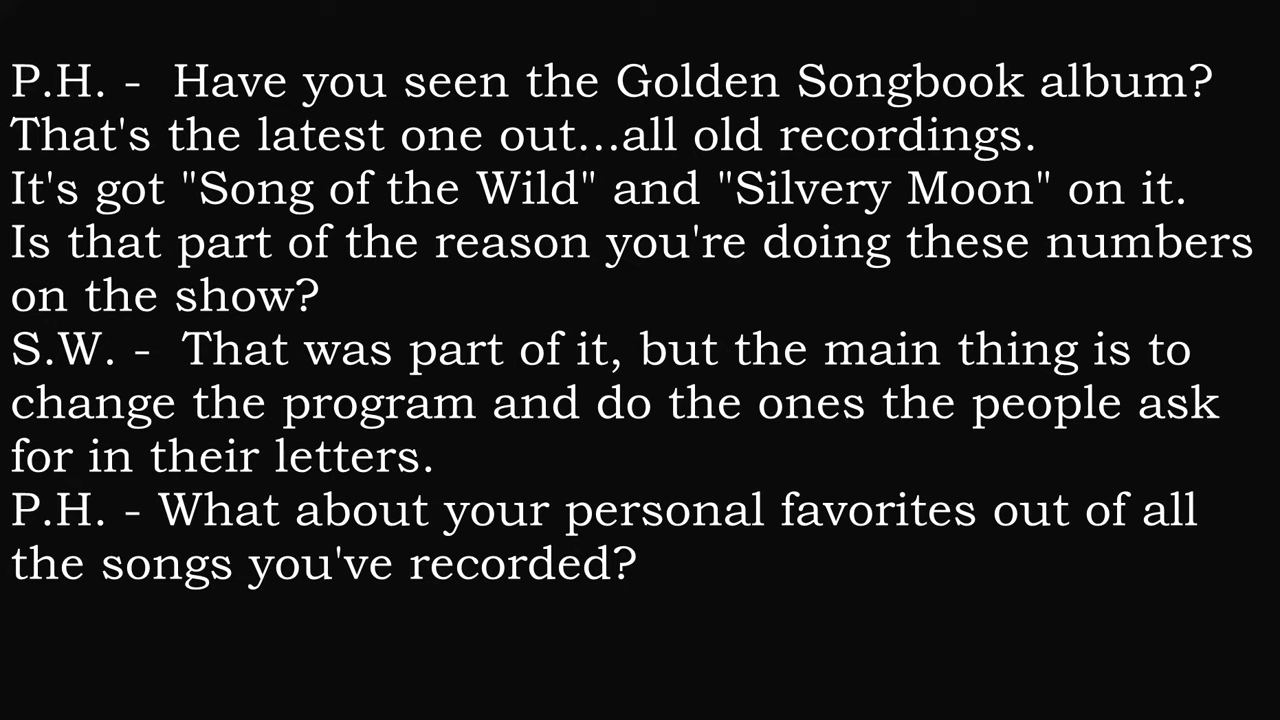 P.H. -  Have you seen the Golden Songbook album?
That's the latest one out...all old recordings.
It's got "Song of the Wild" and "Silvery Moon" on it.
Is that part of the reason you're doing these numbers
on the show?
S.W. -  That was part of it, but the main thing is to
change the program and do the ones the people ask
for in their letters.
P.H. - What about your personal favorites out of all
the songs you've recorded?